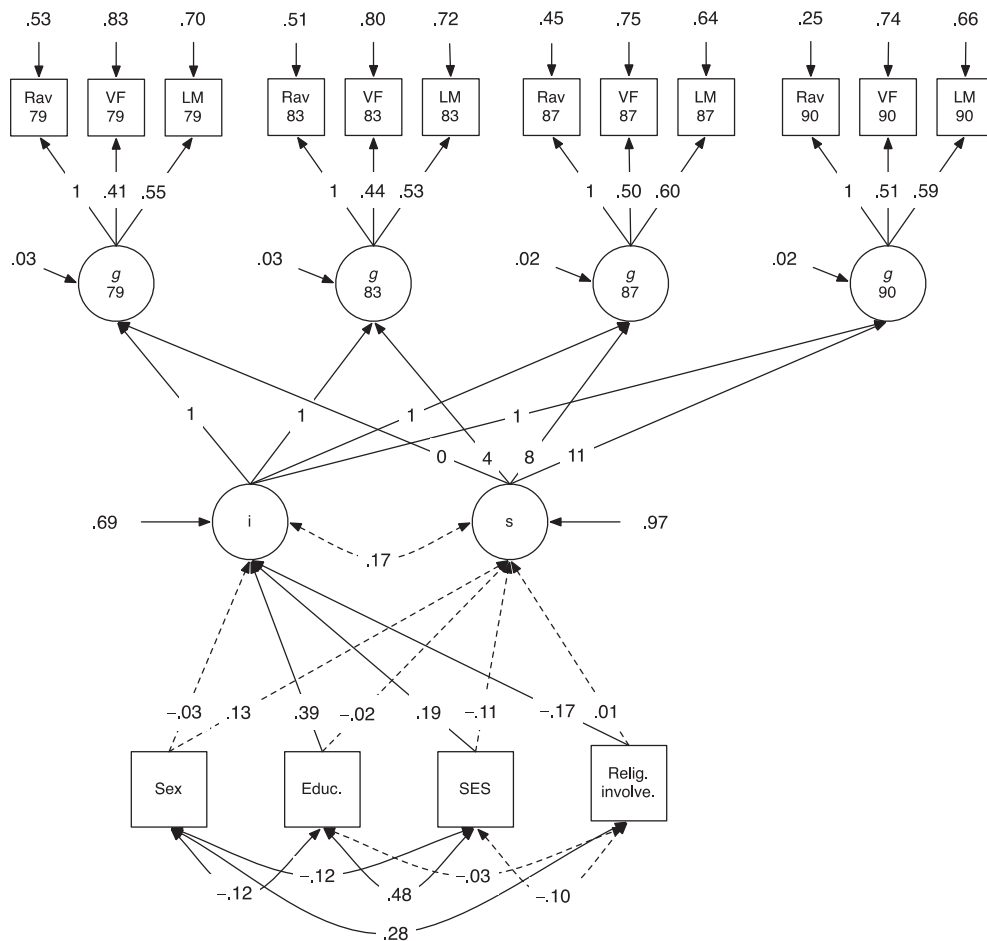 .53 .83 .70 .51 .80 .72 .45 .75 .64 .25 .74 .66
Rav VF LM Rav VF LM Rav VF LM Rav VF LM
79 79 79 83 83 83 87 87 87 90 90 90
1 .41 .55 1 .44 .53 1 .50 .60 1 .51 .59
.03 g .03 g .02 g .02 g
79 83 87 90
1 1 1 1
0 4 8 11
.69 i s .97
.17
−.03 .13 .39 −.02 .19 −.11 −.17 .01
Sex Educ. SES Relig.
involve.
−.12 −.12 .48 −.03 −.10
.28